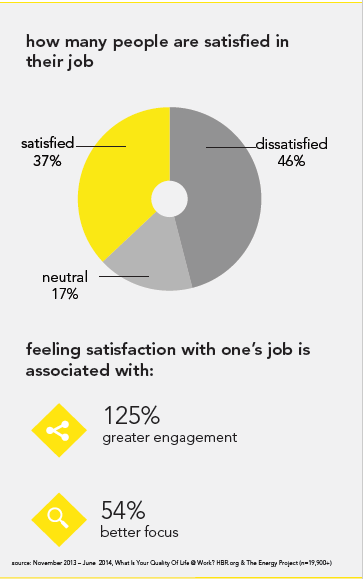 how many people are satisfied in
their job
satisfied
37%
dissatisfied
46%
neutral
17%
feeling satisfaction with one’s job is
associated with:
125%
greater engagement
54%
better focus
source: November 2013 – June 2014, What Is Your Quality Of Life @ Work? HBR.org & The Energy Project (n=19,900+)